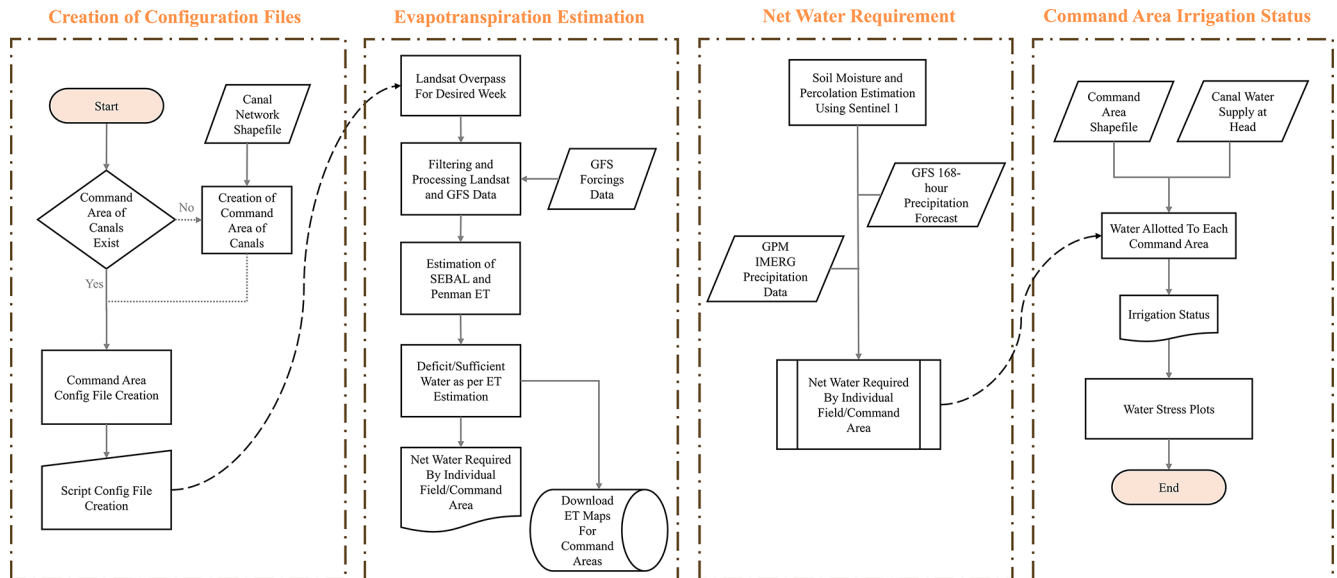 Creation of Configuration Files
Start
Canal
Network
Shapefile
Command
Area of
Canals
Exist
No
Creation of
Command
Area of
Canals
Yes
Command Area
Config File Creation
Script Config File
Creation
Evapotranspiration Estimation
Landsat Overpass
For Desired Week
Filtering and
Processing Landsat
and GFS Data
GFS
Forcings
Data
Estimation of
SEBAL and
Penman ET
Deficit/Sufficient
Water as per ET
Estimation
Net Water Required
By Individual
Field/Command
Area
Download
ET Maps
For
Command
Areas
Net Water Requirement
Soil Moisture and
Percolation Estimation
Using Sentinel 1
GFS 168-
hour
Precipitation
Forecast
GPM
IMERG
Precipitation
Data
Net Water Required
By Individual
Field/Command
Area
Command Area Irrigation Status
Command
Area
Shapefile
Canal Water
Supply at
Head
Water Allotted To Each
Command Area
Irrigation Status
Water Stress Plots
End